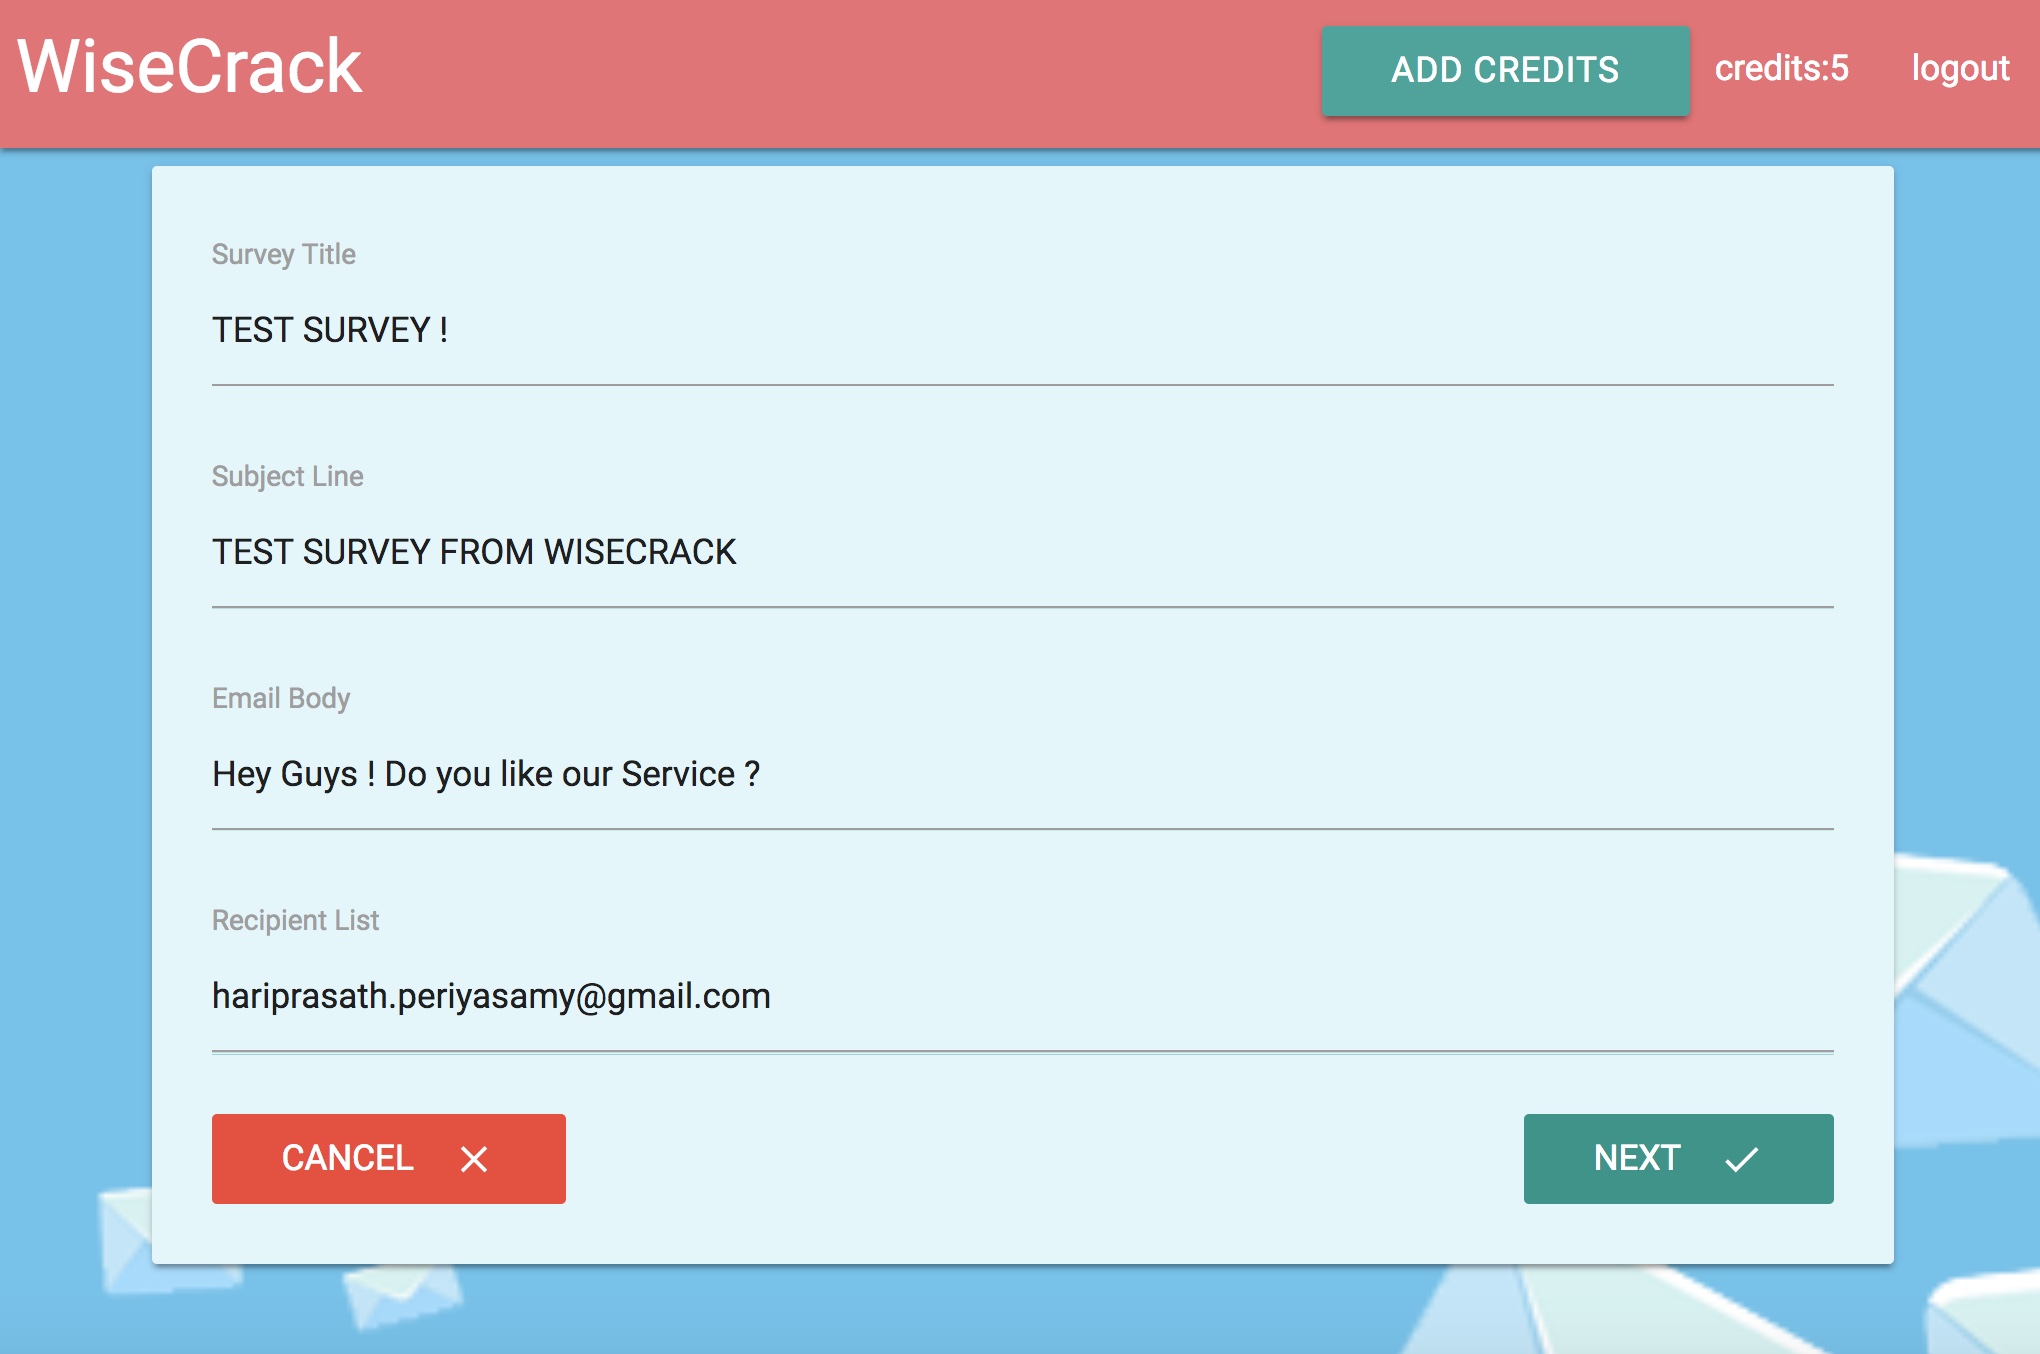 WiseCrack
ADD CREDITS
credits:5
logout
Survey Title
TEST SURVEY !
Subject Line
TEST SURVEY FROM WISECRACK
Email Body
Hey Guys ! Do you like our Service ?
Recipient List
hariprasath.periyasamy@gmail.com
CANCEL
NEXT